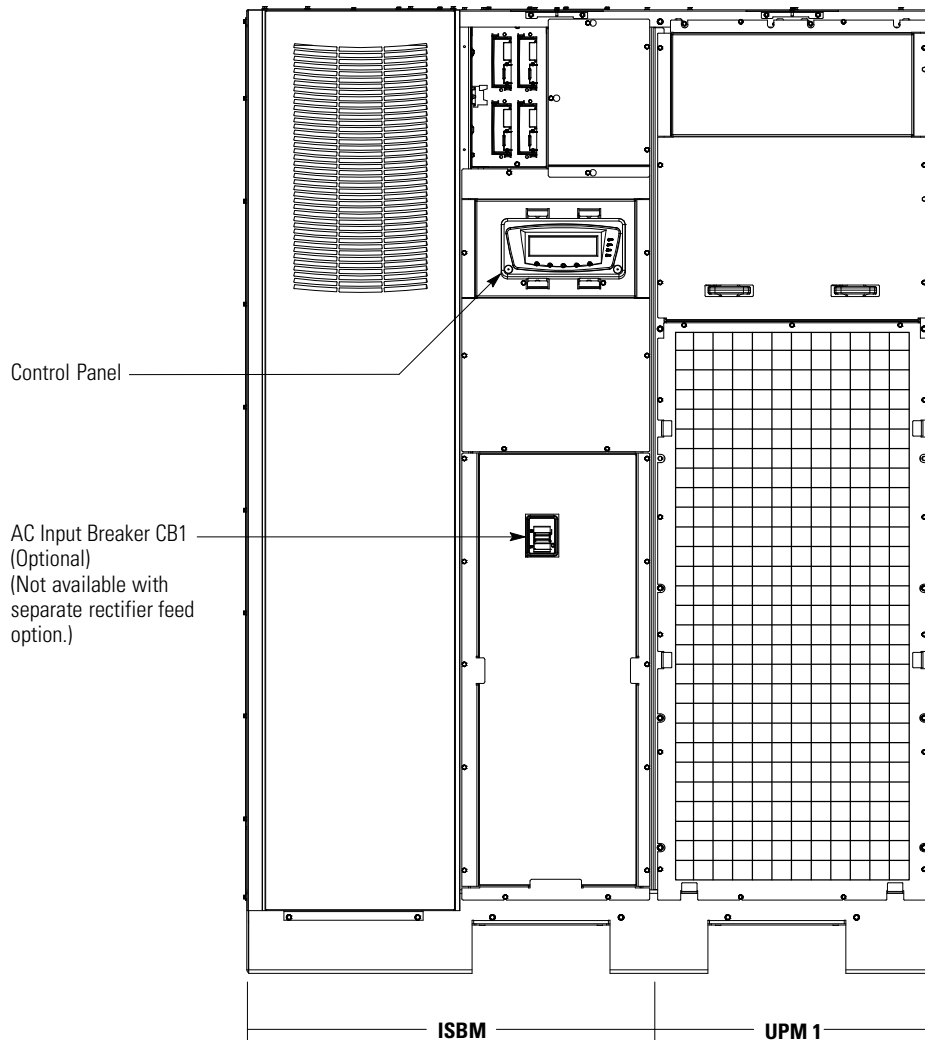 Control Panel
AC Input Breaker CB1
(Optional)
(Not available with
separate rectifier feed
option.)
ISBM
UPM 1